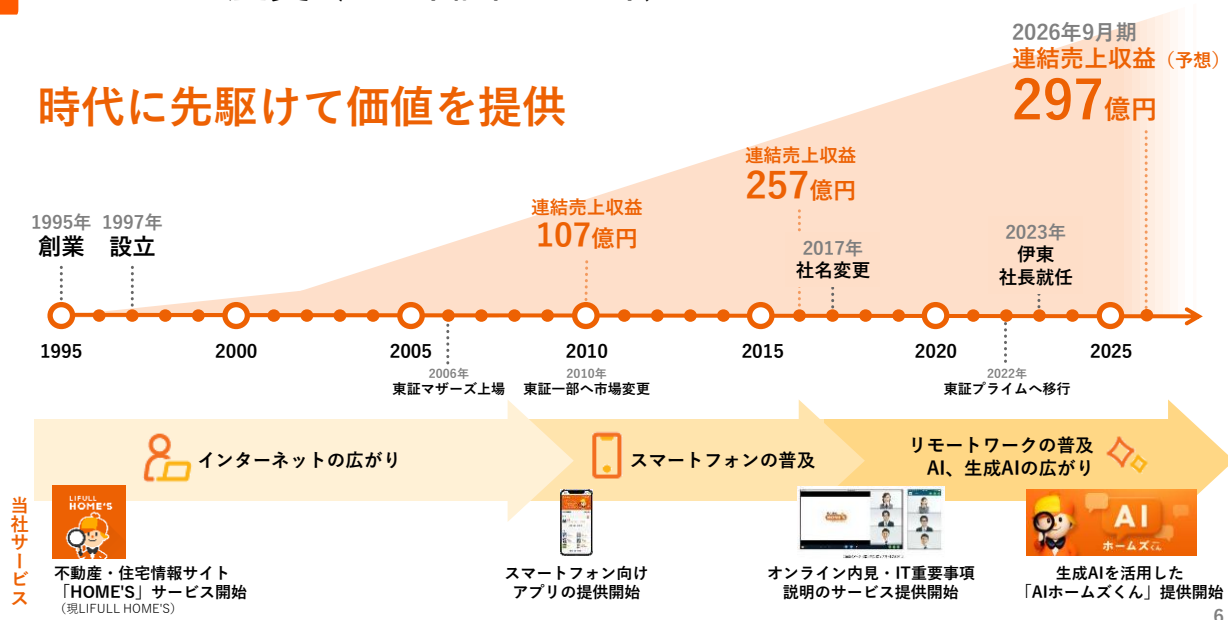 時代に先駆けて価値を提供
2026年9月期
連結売上収益（予想）
297億円
連結売上収益
257億円
連結売上収益
107億円
1995年
創業
1997年
設立
2017年
社名変更
2023年
伊東
社長就任
1995
2000
2005
2010
2015
2020
2025
2006年
東証マザーズ上場
2010年
東証一部へ市場変更
2022年
東証プライムへ移行
インターネットの広がり
スマートフォンの普及
リモートワークの普及
AI、生成AIの広がり
当社サービス
LIFULL
HOME'S
不動産・住宅情報サイト
「HOME'S」サービス開始
（現LIFULL HOME'S）
スマートフォン向け
アプリの提供開始
オンライン内見・IT重要事項
説明のサービス提供開始
AI
ホームズくん
生成AIを活用した
「AIホームズくん」提供開始
6